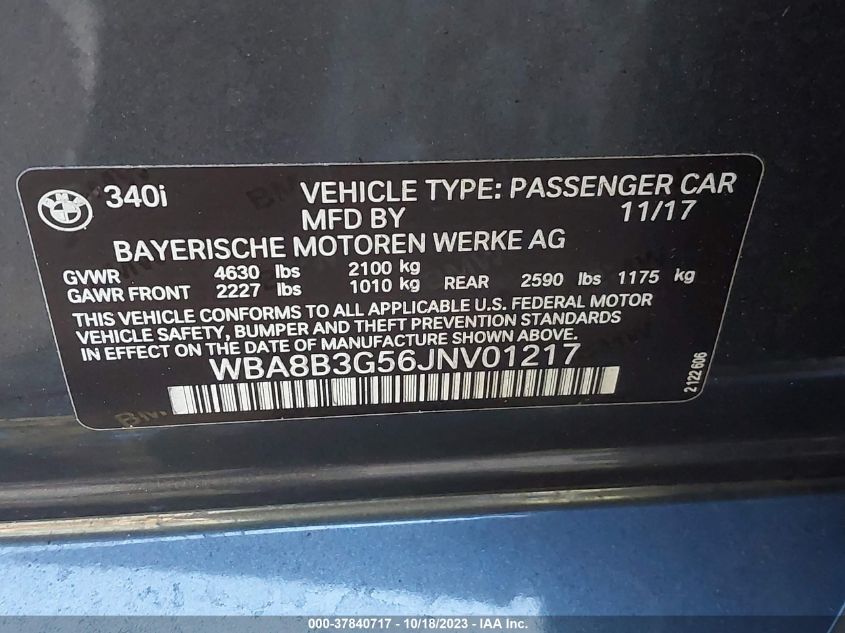 340i VEHICLE TYPE: PASSENGER CAR
MFD BY 11/17
BAYERISCHE MOTOREN WERKE AG
GVWR 4630 lbs 2100 kg
GAWR FRONT 2227 lbs 1010 kg REAR 2590 lbs 1175 kg
THIS VEHICLE CONFORMS TO ALL APPLICABLE U.S. FEDERAL MOTOR
VEHICLE SAFETY, BUMPER AND THEFT PREVENTION STANDARDS
IN EFFECT ON THE DATE OF MANUFACTURE SHOWN ABOVE.
WBA8B3G56JNV01217
2 122 606
000-37840717 - 10/18/2023 - IAA Inc.